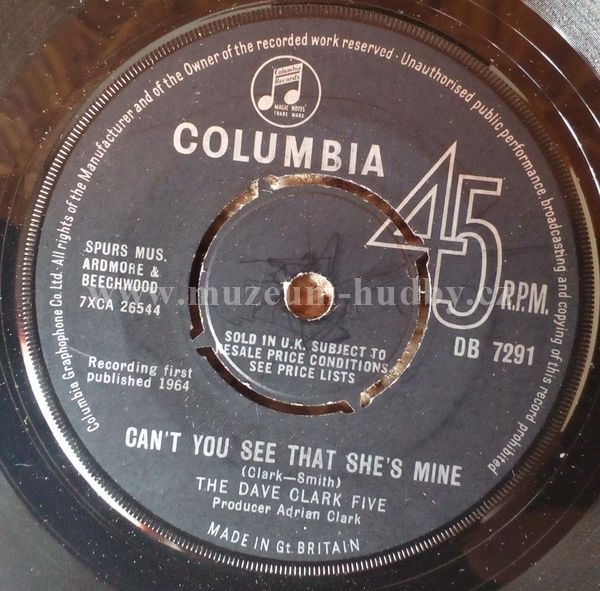 Columbia Graphophone Co. Ltd. · All rights of the Manufacturer and of the Owner of the recorded work reserved · Unauthorised public performance, broadcasting and copying of this record prohibited
Columbia
Records
MAGIC NOTES
TRADE MARK
COLUMBIA
45
R.P.M.
SPURS MUS.
ARDMORE &
BEECHWOOD
7XCA 26544
www.muzeum-hudby.cz
SOLD IN U.K. SUBJECT TO
RESALE PRICE CONDITIONS,
SEE PRICE LISTS
DB 7291
Recording first
published 1964
CAN'T YOU SEE THAT SHE'S MINE
(Clark—Smith)
THE DAVE CLARK FIVE
Producer Adrian Clark
MADE IN Gt. BRITAIN